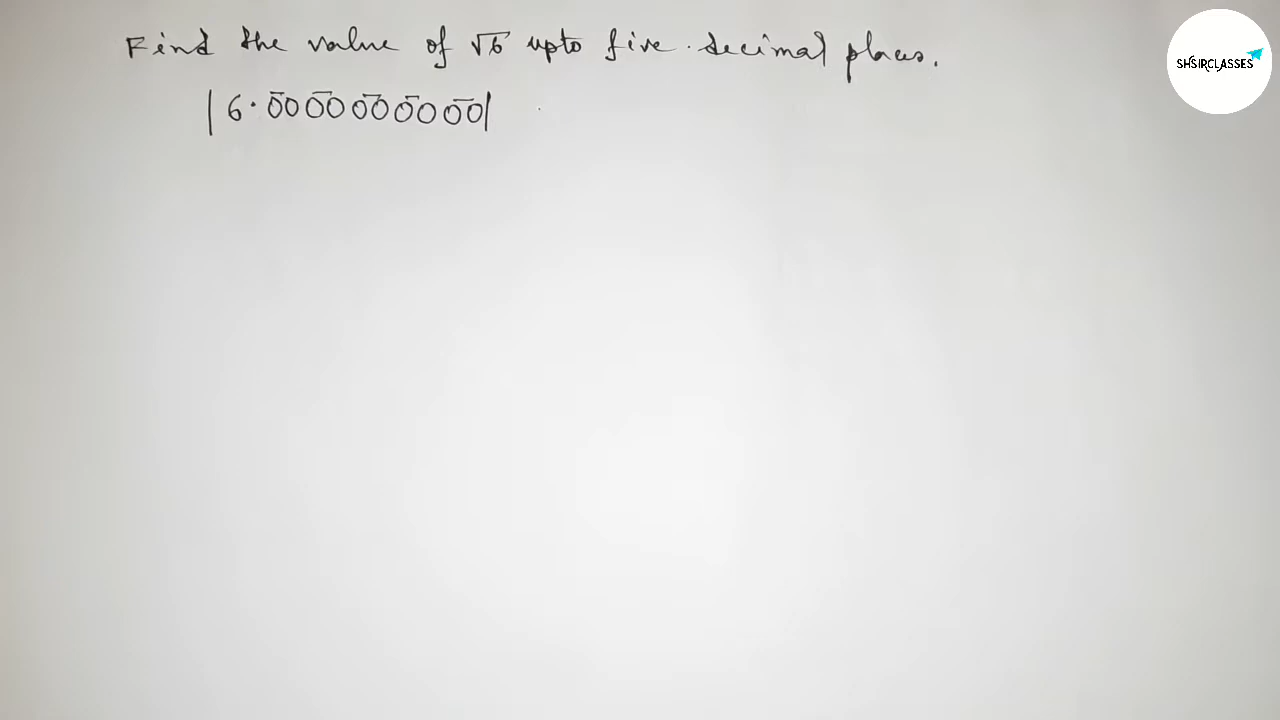 Find the value of √6 upto five decimal places.
SHSIRCLASSES
6.0000000000